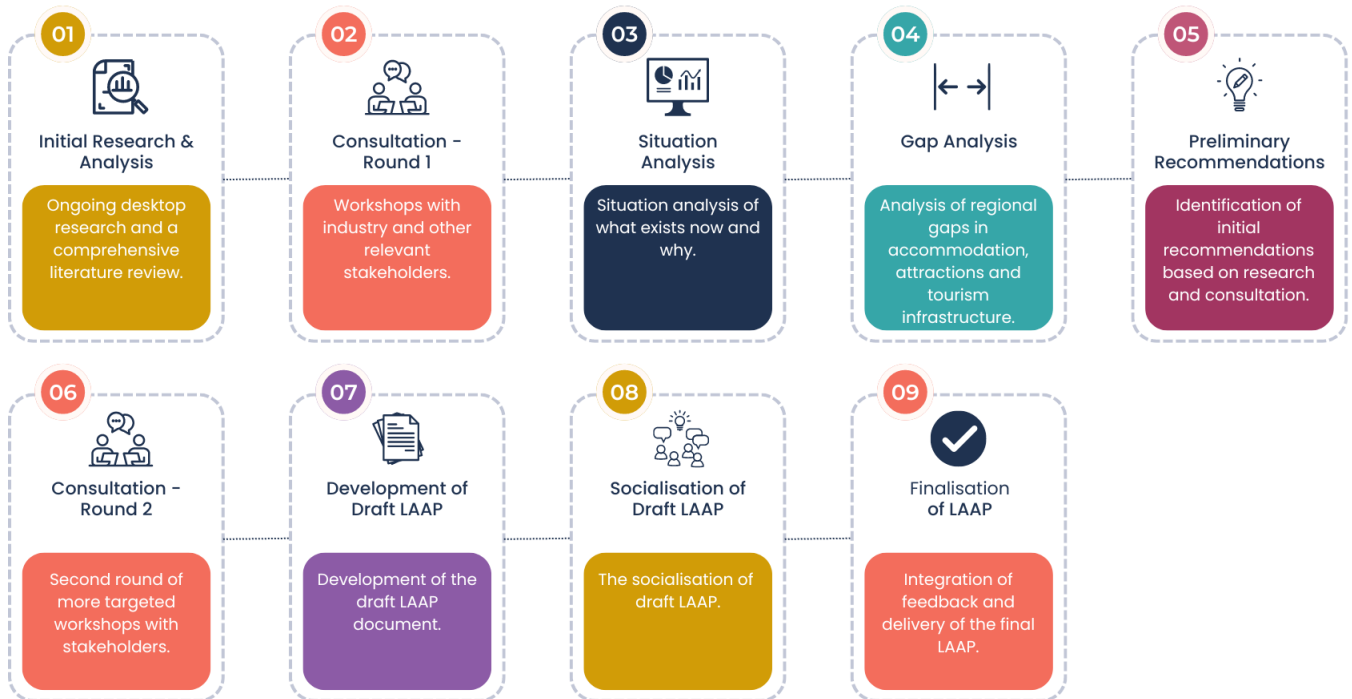 01
Initial Research &
Analysis
Ongoing desktop
research and a
comprehensive
literature review.
02
Consultation -
Round 1
Workshops with
industry and other
relevant
stakeholders.
03
Situation
Analysis
Situation analysis of
what exists now and
why.
04
Gap Analysis
Analysis of regional
gaps in
accommodation,
attractions and
tourism
infrastructure.
05
Preliminary
Recommendations
Identification of
initial
recommendations
based on research
and consultation.
06
Consultation -
Round 2
Second round of
more targeted
workshops with
stakeholders.
07
Development of
Draft LAAP
Development of the
draft LAAP
document.
08
Socialisation of
Draft LAAP
The socialisation of
draft LAAP.
09
Finalisation
of LAAP
Integration of
feedback and
delivery of the final
LAAP.